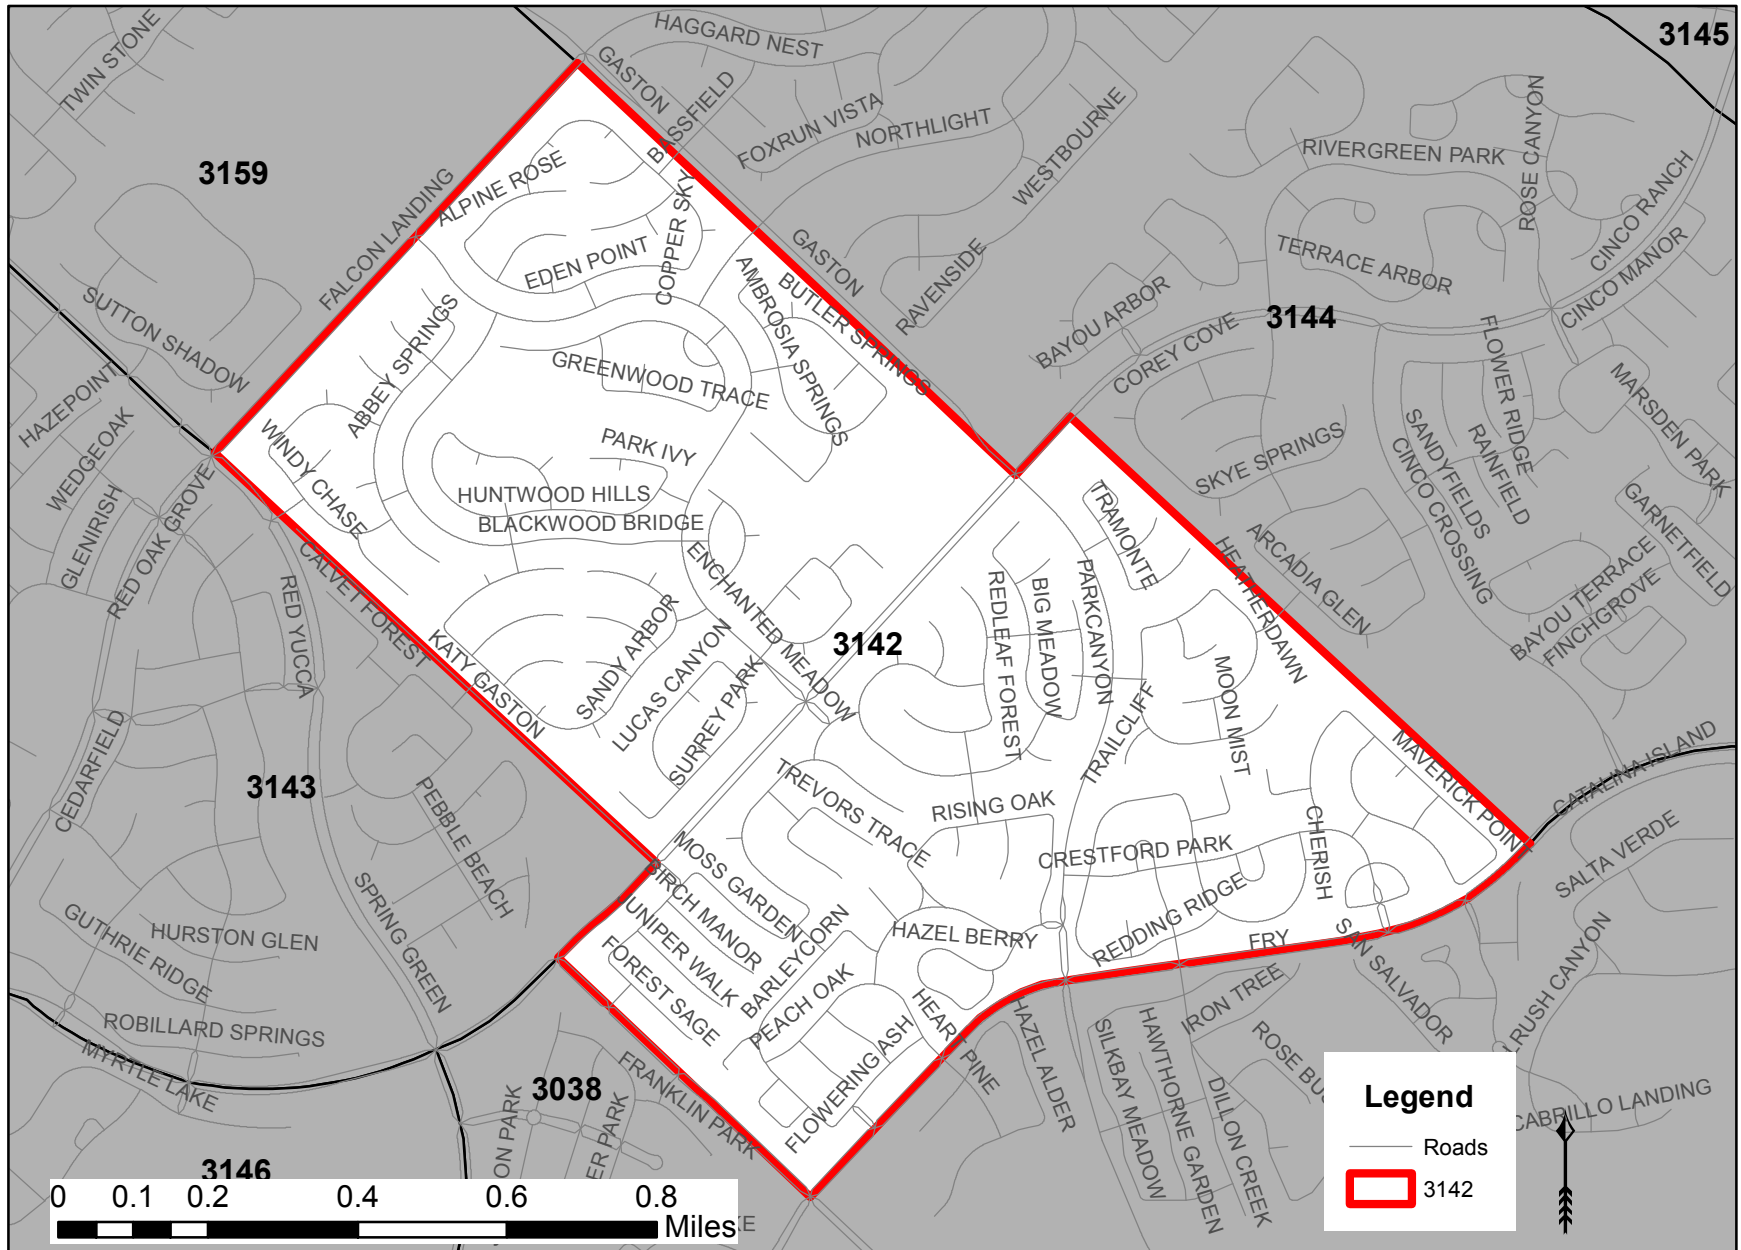 3145
HAGGARD NEST
TWIN STONE
GASTON
BASSFIELD
FOXRUN VISTA
NORTHLIGHT
WESTBOURNE
RIVERGREEN PARK
ROSE CANYON
CINCO RANCH
3159
FALCON LANDING
ALPINE ROSE
COPPER SKY
EDEN POINT
GASTON
BUTLER SPRINGS
AMBROSIA SPRINGS
RAVENSIDE
TERRACE ARBOR
CINCO MANOR
BAYOU ARBOR
3144
COREY COVE
SUTTON SHADOW
ABBEY SPRINGS
GREENWOOD TRACE
FLOWER RIDGE
MARSDEN PARK
HAZEPOINT
WEDGEOAK
WINDY CHASE
PARK IVY
HUNTWOOD HILLS
BLACKWOOD BRIDGE
SKYE SPRINGS
SANDYFIELDS
RAINFIELD
CINCO CROSSING
GARNETFIELD
GLENIRISH
RED OAK GROVE
CALVET FOREST
RED YUCCA
ENCHANTED MEADOW
TRAMONTE
ARCADIA GLEN
HEATHERDAWN
BAYOU TERRACE
FINCHGROVE
REDLEAF FOREST
BIG MEADOW
PARKCANYON
KATY GASTON
SANDY ARBOR
LUCAS CANYON
SURREY PARK
3142
MOON MIST
TRAILCLIFF
CEDARFIELD
3143
PEBBLE BEACH
TREVORS TRACE
RISING OAK
CHERISH
MAVERICK POINT
CATALINA ISLAND
SALTA VERDE
MOSS GARDEN
CRESTFORD PARK
BIRCH MANOR
JUNIPER WALK
BARLEYCORN
HAZEL BERRY
REDDING RIDGE
FRY
SAN SALVADOR
SPRING GREEN
GUTHRIE RIDGE
HURSTON GLEN
FOREST SAGE
PEACH OAK
HEART PINE
HAZEL ALDER
IRON TREE
LRUSH CANYON
ROBILLARD SPRINGS
MYRTLE LAKE
FLOWERING ASH
SILKBAY MEADOW
HAWTHORNE GARDEN
DILLON CREEK
ROSE BU
3038
FRANKLIN PARK
ON PARK
ER PARK
CABRILLO LANDING
3146
KE
0 0.1 0.2 0.4 0.6 0.8
Miles
Legend
Roads
3142